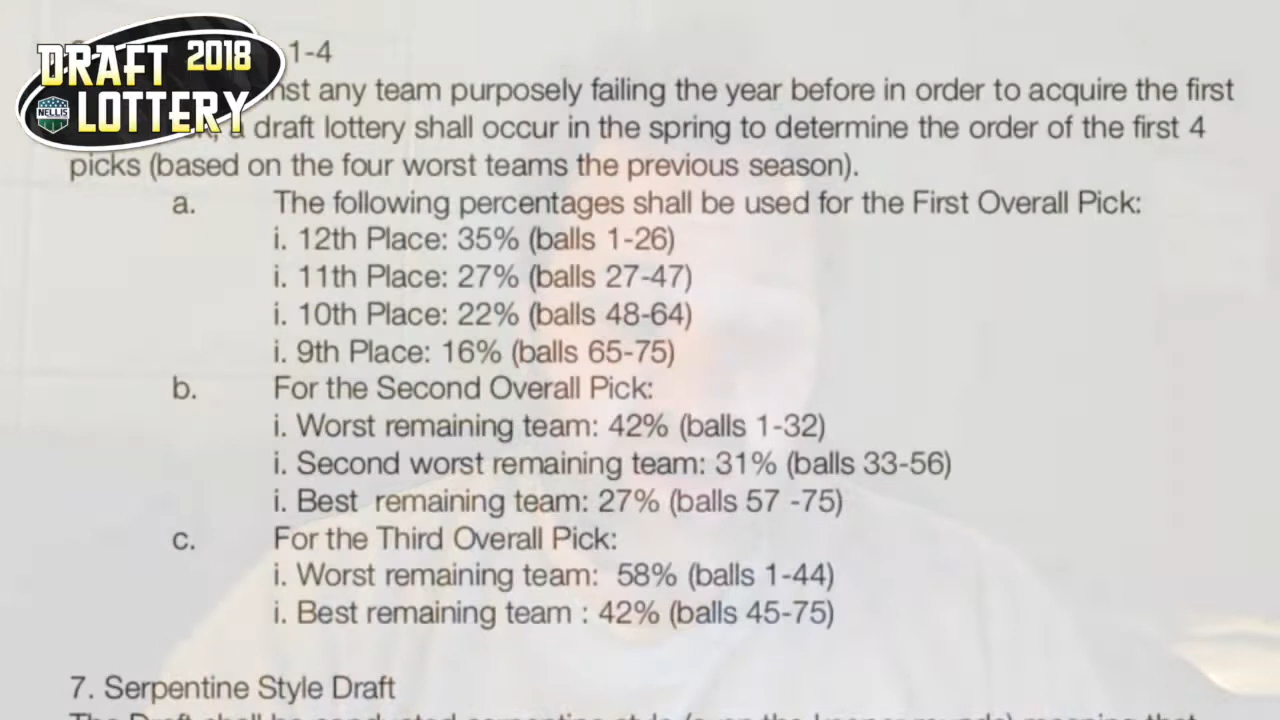 DRAFT 2018
LOTTERY
NELLIS
1-4
any team purposely failing the year before in order to acquire the first
draft lottery shall occur in the spring to determine the order of the first 4
picks (based on the four worst teams the previous season).
a. The following percentages shall be used for the First Overall Pick:
i. 12th Place: 35% (balls 1-26)
i. 11th Place: 27% (balls 27-47)
i. 10th Place: 22% (balls 48-64)
i. 9th Place: 16% (balls 65-75)
b. For the Second Overall Pick:
i. Worst remaining team: 42% (balls 1-32)
i. Second worst remaining team: 31% (balls 33-56)
i. Best remaining team: 27% (balls 57 -75)
c. For the Third Overall Pick:
i. Worst remaining team: 58% (balls 1-44)
i. Best remaining team : 42% (balls 45-75)
7. Serpentine Style Draft